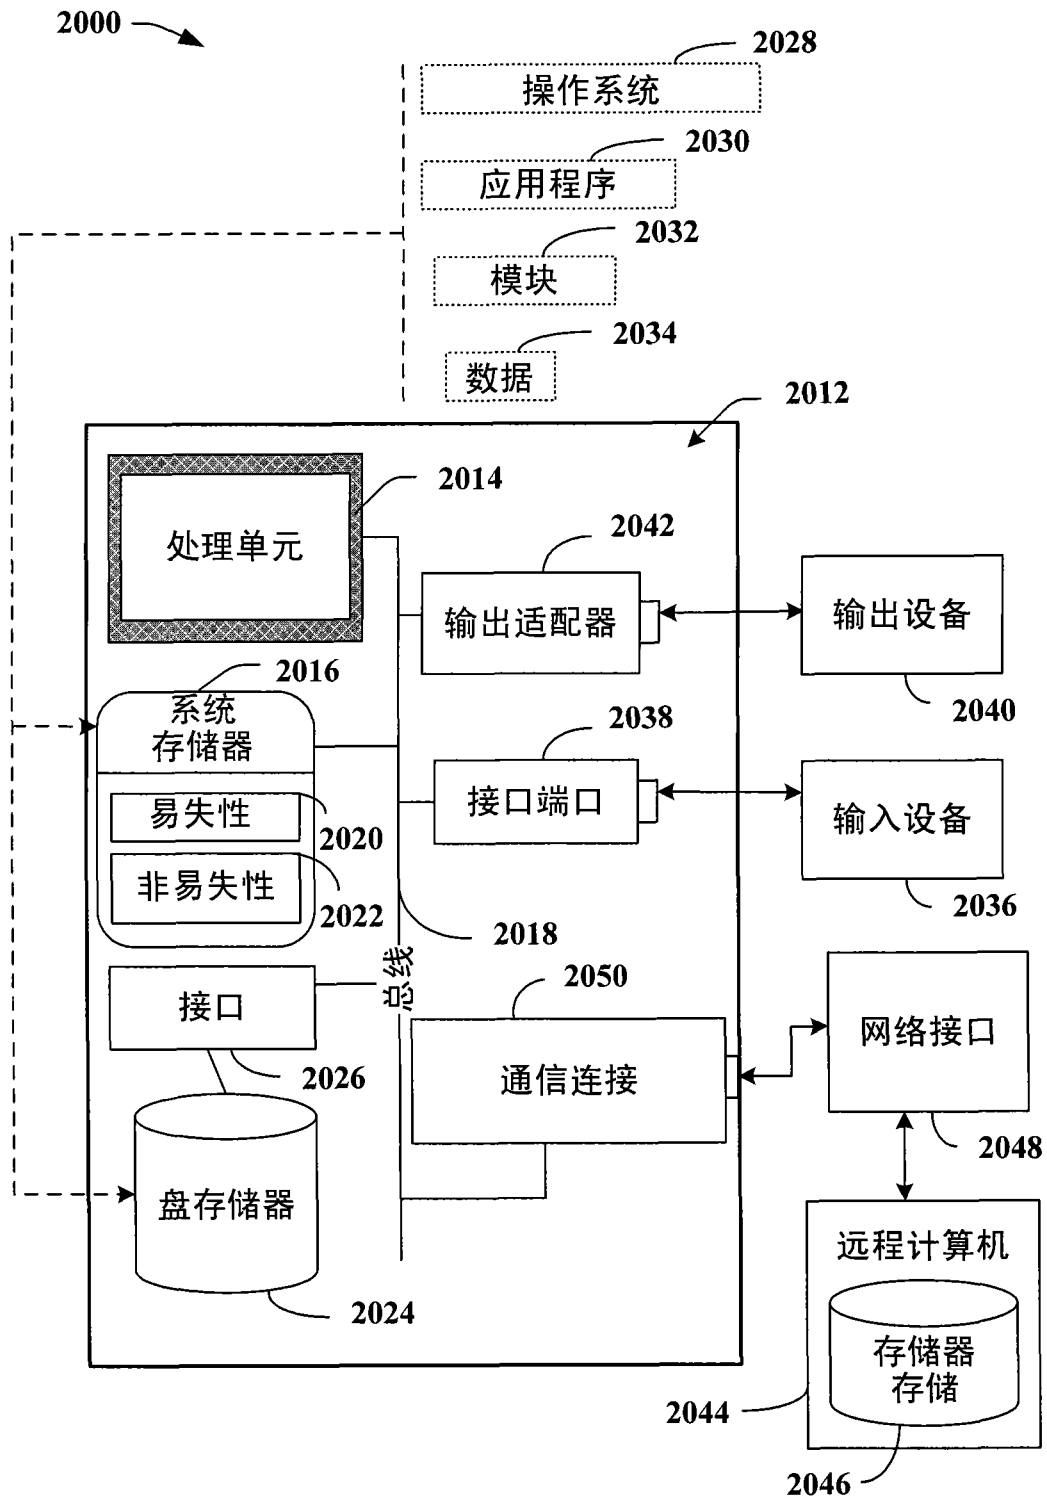 2000
2028
操作系统
2030
应用程序
2032
模块
2034
数据
2012
2014
处理单元
2042
输出适配器
输出设备
2040
2016
系统
存储器
2038
接口端口
输入设备
2036
易失性
2020
非易失性
2022
2018
总线
2050
通信连接
接口
2026
网络接口
2048
盘存储器
2024
远程计算机
存储器
存储
2044
2046